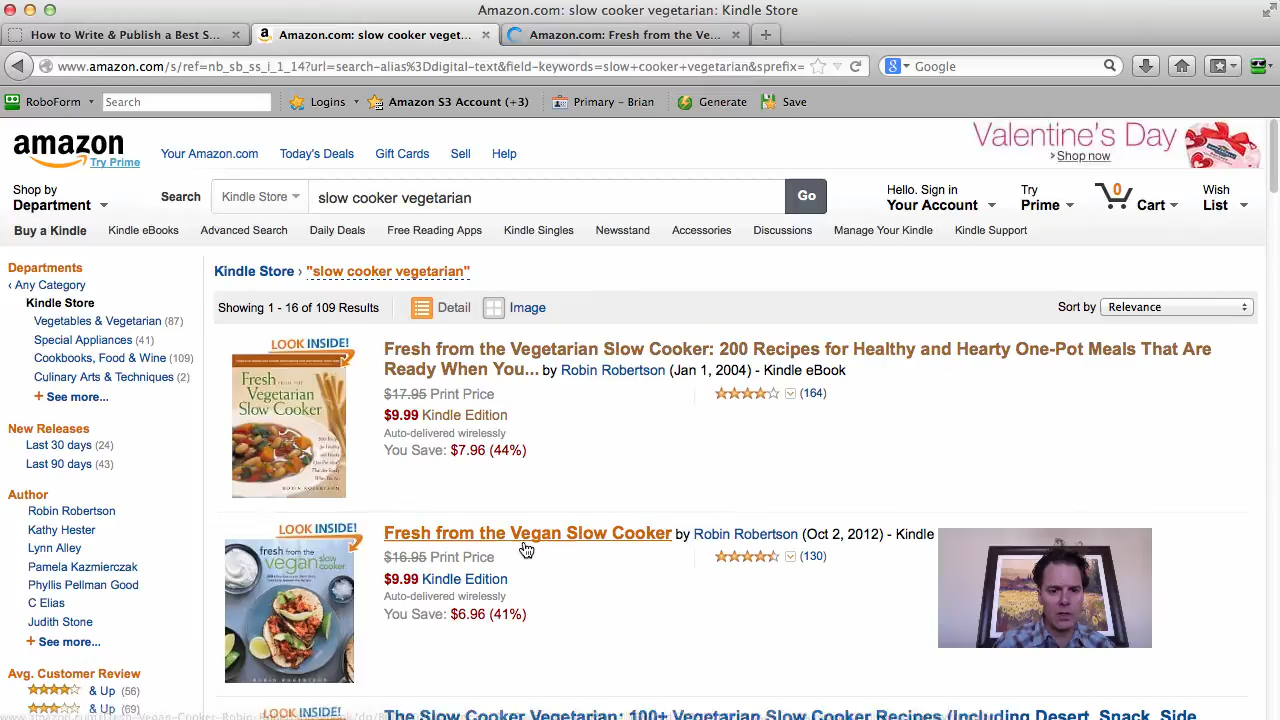 Amazon.com: slow cooker vegetarian: Kindle Store
How to Write & Publish a Best S...
Amazon.com: slow cooker veget...
Amazon.com: Fresh from the Ve...
www.amazon.com/s/ref=nb_sb_ss_i_1_14?url=search-alias%3Ddigital-text&field-keywords=slow+cooker+vegetarian&sprefix=
Google
RoboForm
Search
Logins
Amazon S3 Account (+3)
Primary - Brian
Generate
Save
amazon
Try Prime
Your Amazon.com
Today's Deals
Gift Cards
Sell
Help
Valentine's Day
› Shop now
Shop by
Department
Search
Kindle Store
slow cooker vegetarian
Go
Hello. Sign in
Your Account
Try
Prime
0
Cart
Wish
List
Buy a Kindle
Kindle eBooks
Advanced Search
Daily Deals
Free Reading Apps
Kindle Singles
Newsstand
Accessories
Discussions
Manage Your Kindle
Kindle Support
Departments
‹ Any Category
Kindle Store
Vegetables & Vegetarian (87)
Special Appliances (41)
Cookbooks, Food & Wine (109)
Culinary Arts & Techniques (2)
+ See more...
New Releases
Last 30 days (24)
Last 90 days (43)
Author
Robin Robertson
Kathy Hester
Lynn Alley
Pamela Kazmierczak
Phyllis Pellman Good
C Elias
Judith Stone
+ See more...
Avg. Customer Review
& Up (56)
& Up (69)
Kindle Store › "slow cooker vegetarian"
Showing 1 - 16 of 109 Results
Detail
Image
Sort by
Relevance
LOOK INSIDE!
Fresh
FROM THE
Vegetarian
Slow Cooker
ROBIN ROBERTSON
Fresh from the Vegetarian Slow Cooker: 200 Recipes for Healthy and Hearty One-Pot Meals That Are
Ready When You... by Robin Robertson (Jan 1, 2004) - Kindle eBook
$17.95 Print Price
$9.99 Kindle Edition
Auto-delivered wirelessly
You Save: $7.96 (44%)
(164)
LOOK INSIDE!
fresh
from the
vegan
slow
cooker
ROBIN ROBERTSON
Fresh from the Vegan Slow Cooker by Robin Robertson (Oct 2, 2012) - Kindle
$16.95 Print Price
$9.99 Kindle Edition
Auto-delivered wirelessly
You Save: $6.96 (41%)
(130)
LOOK INSIDE!
The Slow Cooker Vegetarian: 100+ Vegetarian Slow Cooker Recipes (Including Desert, Snack, Side